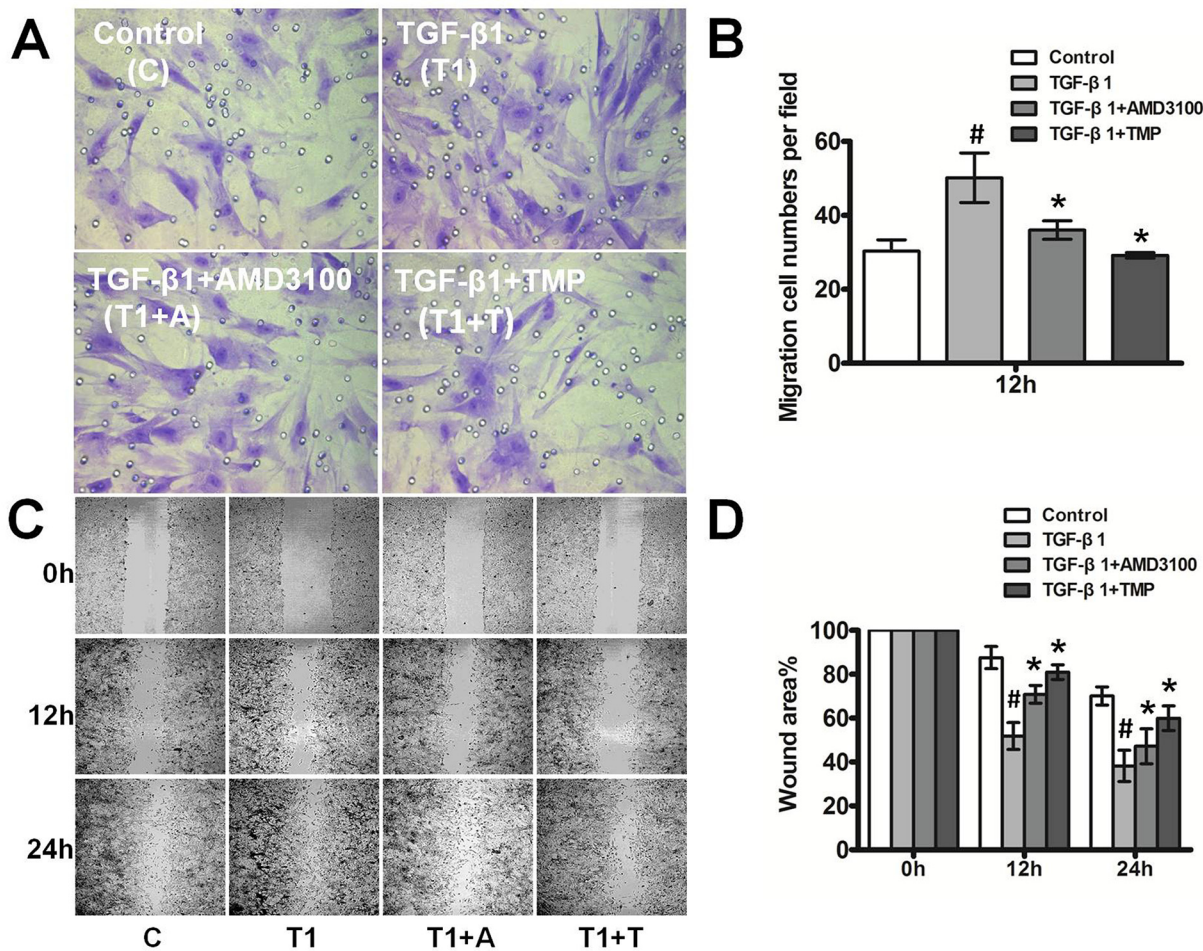 A
Control
(C)
TGF-β1
(T1)
TGF-β1+AMD3100
(T1+A)
TGF-β1+TMP
(T1+T)
B
Control
TGF-β 1
TGF-β 1+AMD3100
TGF-β 1+TMP
Migration cell numbers per field
60
40
20
0
#
*
*
12h
C
0h
12h
24h
C
T1
T1+A
T1+T
D
Control
TGF-β 1
TGF-β 1+AMD3100
TGF-β 1+TMP
Wound area%
100
80
60
40
20
0
#
*
*
#
*
*
0h
12h
24h